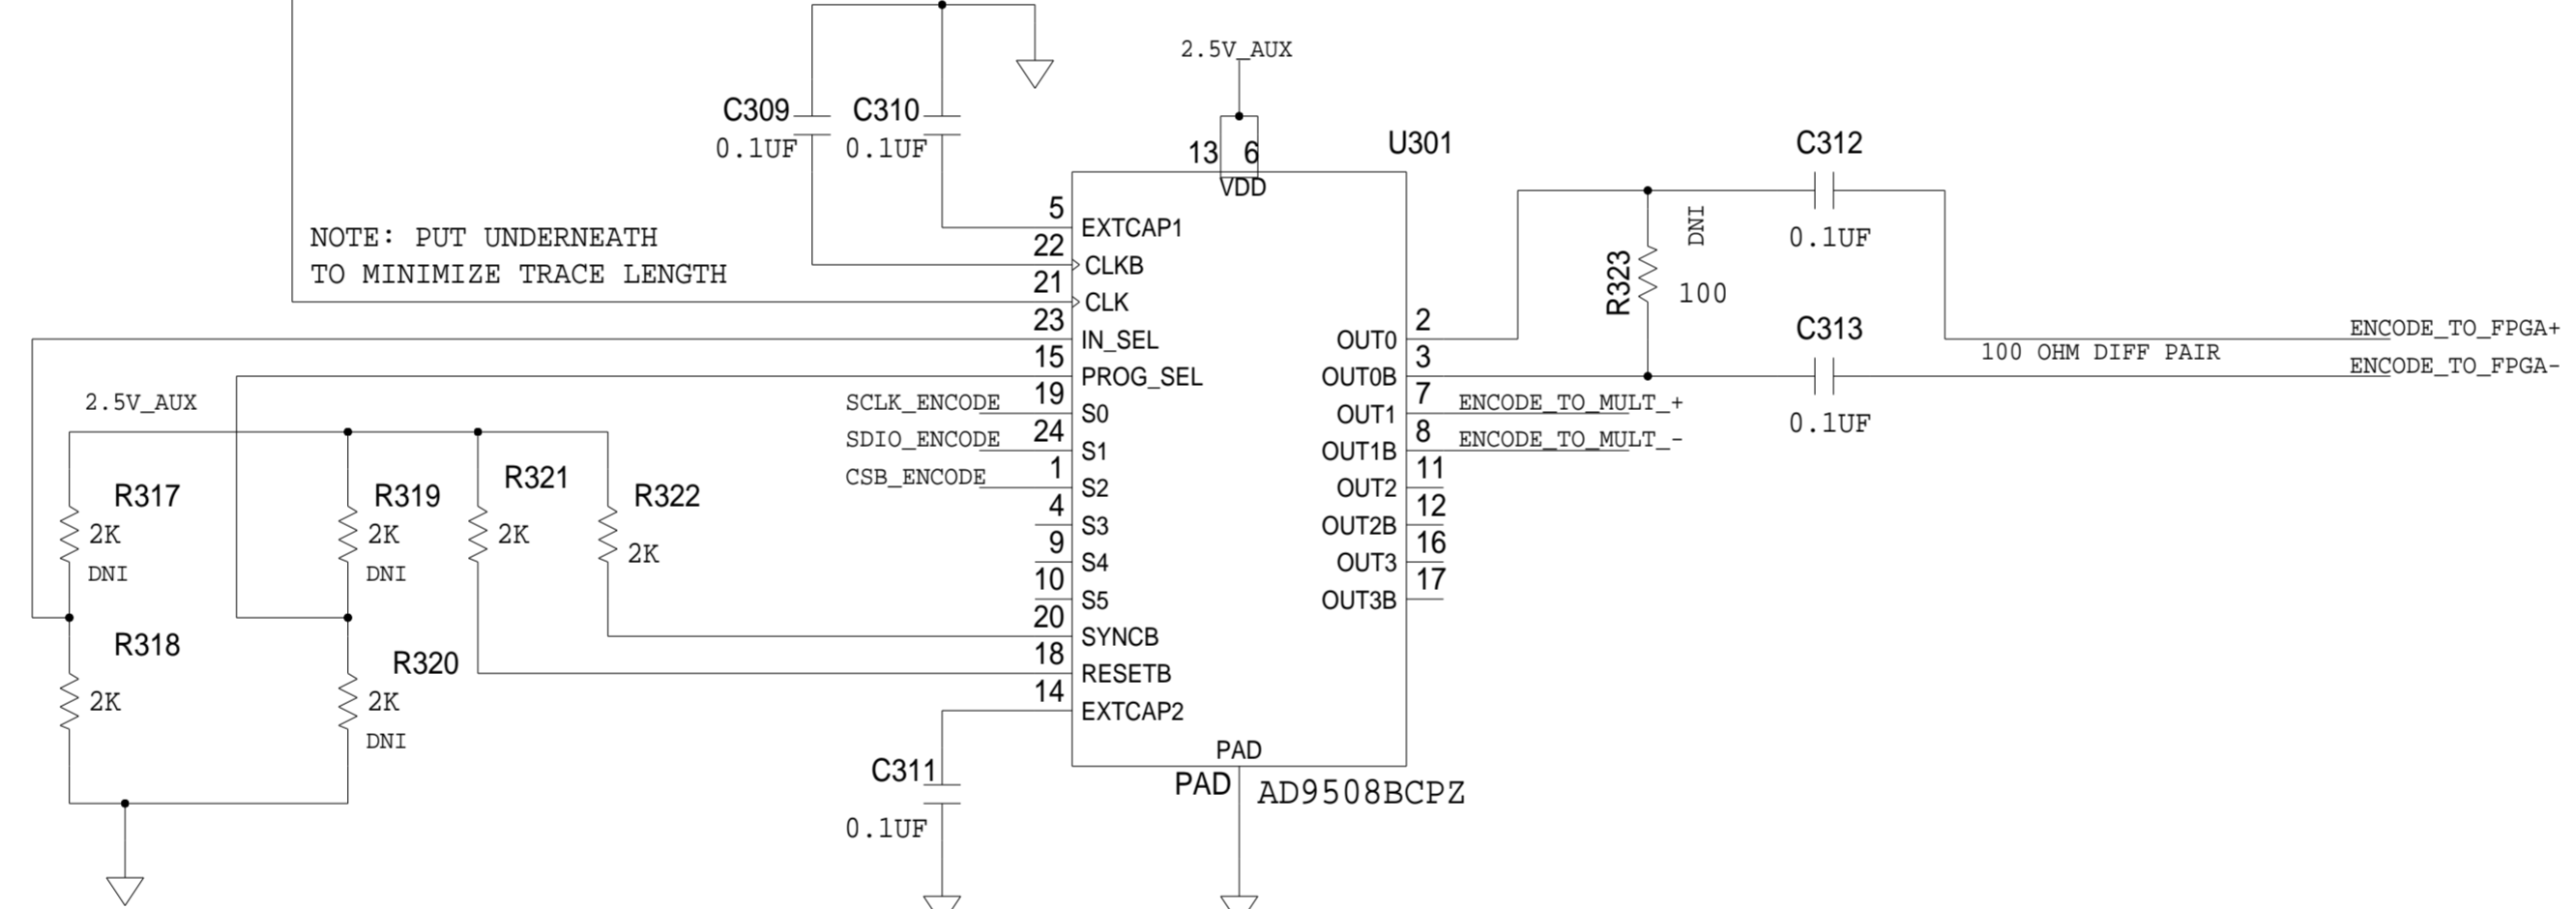 2.5V_AUX
C309
0.1UF
C310
0.1UF
13
6
VDD
U301
C312
0.1UF
NOTE: PUT UNDERNEATH
TO MINIMIZE TRACE LENGTH
5
EXTCAP1
22
CLKB
21
CLK
23
IN_SEL
15
PROG_SEL
19
S0
24
S1
1
S2
4
S3
9
S4
10
S5
20
SYNCB
18
RESETB
14
EXTCAP2
SCLK_ENCODE
SDIO_ENCODE
CSB_ENCODE
2
OUT0
3
OUT0B
7
OUT1
8
OUT1B
11
OUT2
12
OUT2B
16
OUT3
17
OUT3B
ENCODE_TO_MULT_+
ENCODE_TO_MULT_-
R323
DNI
100
C313
0.1UF
100 OHM DIFF PAIR
ENCODE_TO_FPGA+
ENCODE_TO_FPGA-
2.5V_AUX
R317
2K
DNI
R319
2K
DNI
R321
2K
R322
2K
R318
2K
R320
2K
DNI
C311
0.1UF
PAD
PAD
AD9508BCPZ